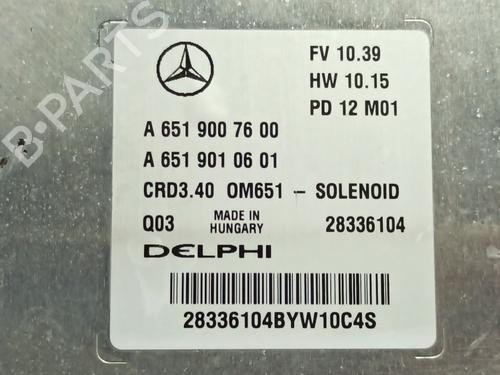 FV 10.39
HW 10.15
PD 12 M01
A 651 900 76 00
A 651 901 06 01
CRD3.40 OM651 – SOLENOID
Q03 MADE IN HUNGARY 28336104
DELPHI
28336104BYW10C4S
B-PARTS